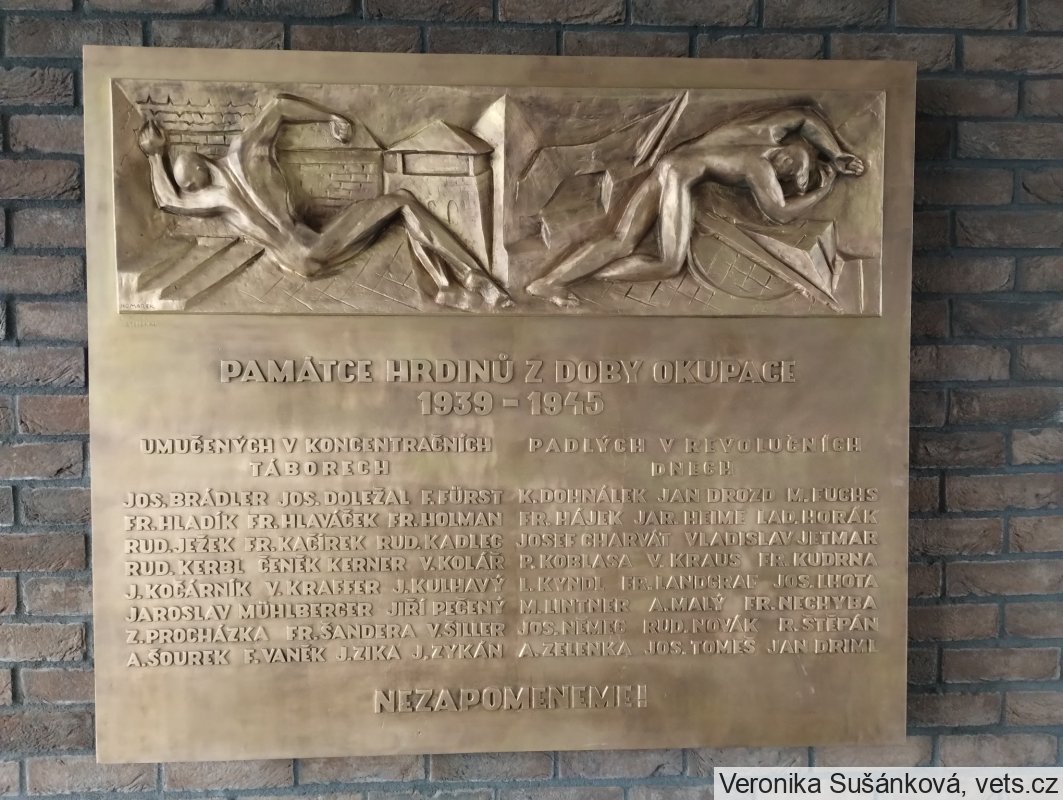 PAMÁTCE HRDINŮ Z DOBY OKUPACE
1939 - 1945
UMUČENÝCH V KONCENTRAČNÍCH
TÁBORECH
JOS. BRÁDLER JOS. DOLEŽAL F. FÜRST
FR. HLADÍK FR. HLAVÁČEK FR. HOLMAN
RUD. JEŽEK FR. KAČÍREK RUD. KADLEC
RUD. KERBL ČENĚK KERNER V. KOLÁŘ
J. KOČÁRNÍK V. KRAFFER J. KULHAVÝ
JAROSLAV MÜHLBERGER JIŘÍ PEČENÝ
Z. PROCHÁZKA FR. ŠANDERA V. ŠILLER
A. ŠOUREK F. VANĚK J. ZIKA J. ZYKÁN
PADLÝCH V REVOLUČNÍCH
DNECH
K. DOHNÁLEK JAN DROZD M. FUCHS
FR. HÁJEK JAR. HEIME LAD. HORÁK
JOSEF CHARVÁT VLADISLAV JETMAR
P. KOBLASA V. KRAUS FR. KUDRNA
L. KYNDL FR. LANDGRAF JOS. LHOTA
M. LINTNER A. MALÝ FR. NECHYBA
JOS. NĚMEC RUD. NOVÁK R. ŠTĚPÁN
A. ZELENKA JOS. TOMEŠ JAN DRIML
NEZAPOMENEME!
Veronika Sušánková, vets.cz